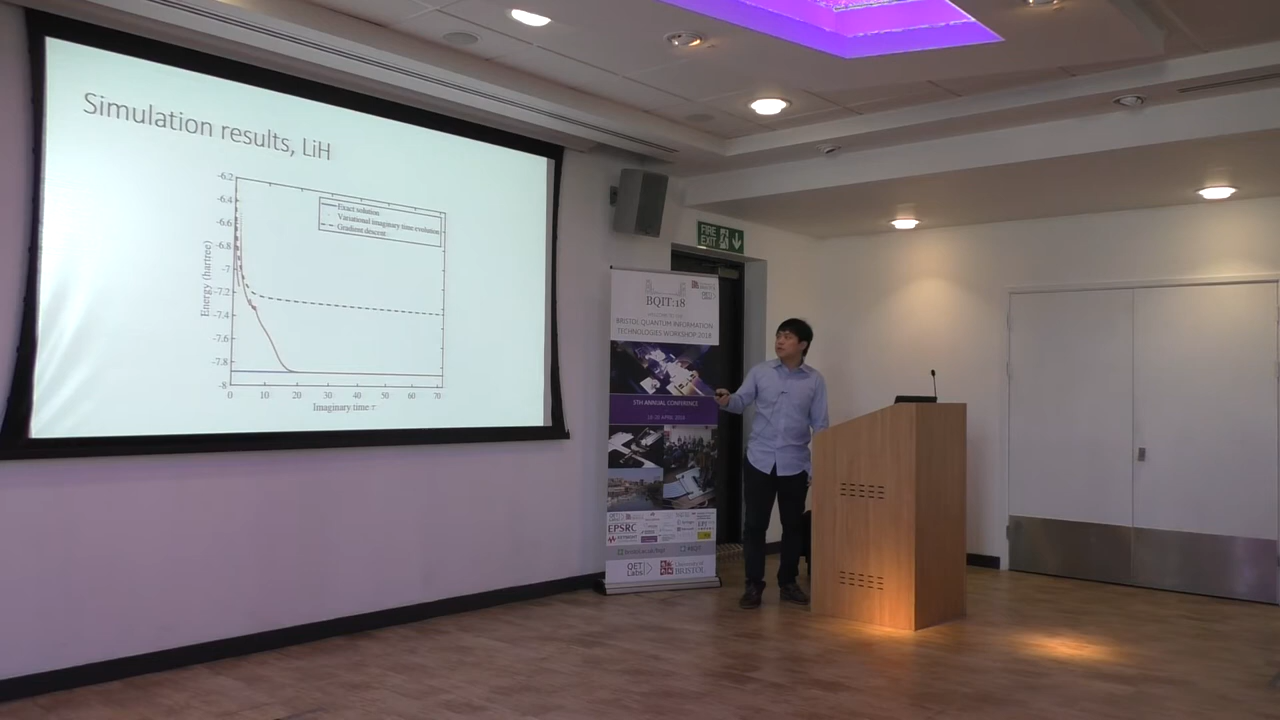 Simulation results, LiH
-6.2
-6.4
-6.6
-6.8
-7
-7.2
-7.4
-7.6
-7.8
-8
Energy (hartree)
Exact solution
Variational imaginary time evolution
Gradient descent
0 10 20 30 40 50 60 70
Imaginary time τ
FIRE
EXIT
BQIT:18
WELCOME TO THE
BRISTOL QUANTUM INFORMATION
TECHNOLOGIES WORKSHOP 2018
5TH ANNUAL CONFERENCE
EPSRC
QET
Labs
University of
BRISTOL